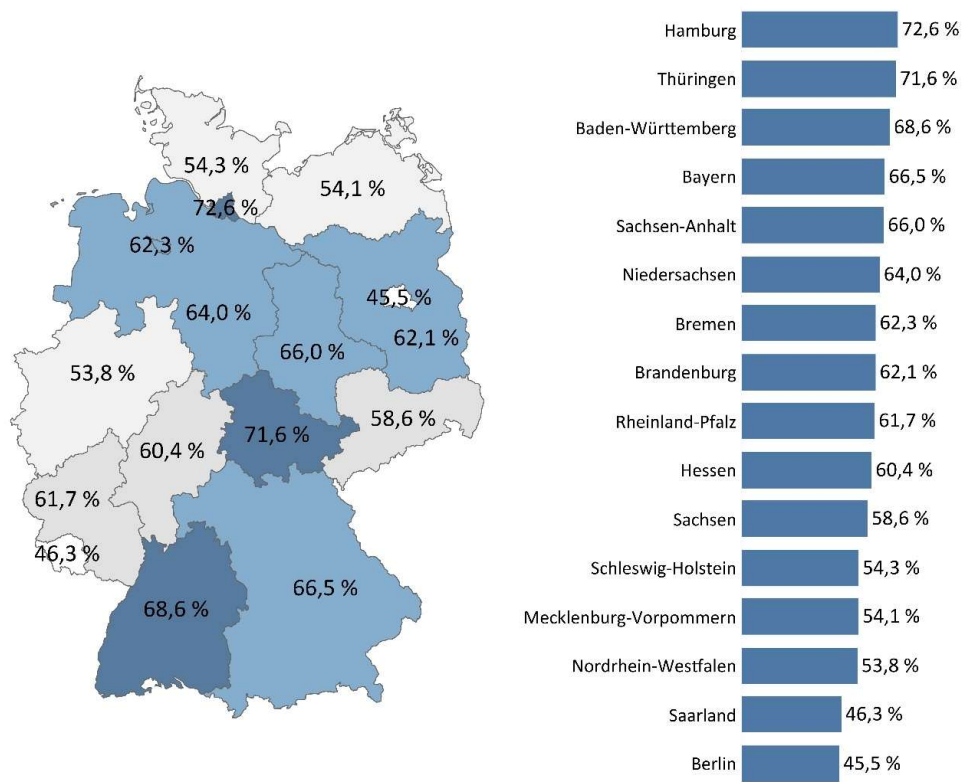 54,3 %
54,1 %
72,6 %
62,3 %
45,5 %
64,0 %
62,1 %
66,0 %
53,8 %
58,6 %
71,6 %
60,4 %
61,7 %
46,3 %
66,5 %
68,6 %
Hamburg 72,6 %
Thüringen 71,6 %
Baden-Württemberg 68,6 %
Bayern 66,5 %
Sachsen-Anhalt 66,0 %
Niedersachsen 64,0 %
Bremen 62,3 %
Brandenburg 62,1 %
Rheinland-Pfalz 61,7 %
Hessen 60,4 %
Sachsen 58,6 %
Schleswig-Holstein 54,3 %
Mecklenburg-Vorpommern 54,1 %
Nordrhein-Westfalen 53,8 %
Saarland 46,3 %
Berlin 45,5 %